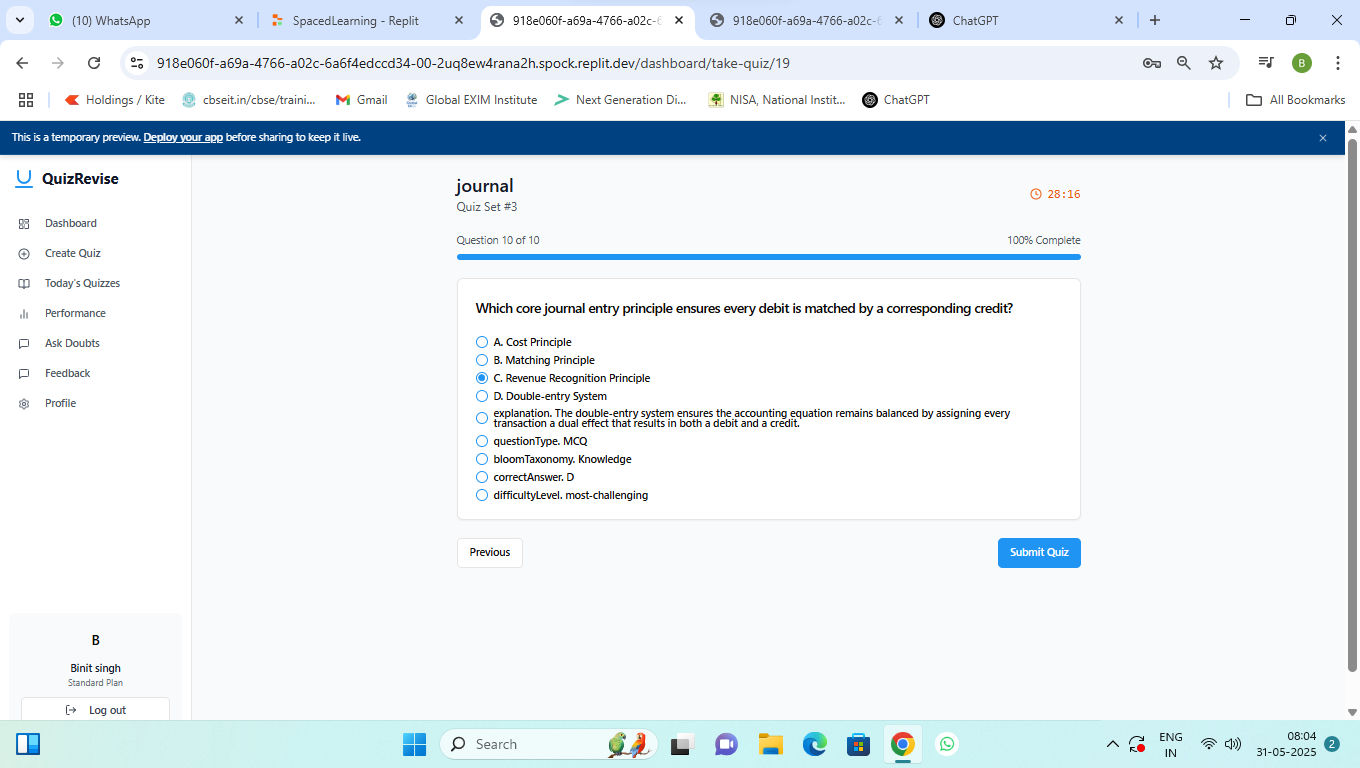 (10) WhatsApp
SpacedLearning - Replit
918e060f-a69a-4766-a02c-6
918e060f-a69a-4766-a02c-6
ChatGPT
918e060f-a69a-4766-a02c-6a6f4edccd34-00-2uq8ew4rana2h.spock.replit.dev/dashboard/take-quiz/19
B
Holdings / Kite
cbseit.in/cbse/traini...
Gmail
Global EXIM Institute
Next Generation Di...
NISA, National Instit...
ChatGPT
All Bookmarks
This is a temporary preview. Deploy your app before sharing to keep it live.
QuizRevise
Dashboard
Create Quiz
Today's Quizzes
Performance
Ask Doubts
Feedback
Profile
B
Binit singh
Standard Plan
Log out
journal
Quiz Set #3
28:16
Question 10 of 10
100% Complete
Which core journal entry principle ensures every debit is matched by a corresponding credit?
A. Cost Principle
B. Matching Principle
C. Revenue Recognition Principle
D. Double-entry System
explanation. The double-entry system ensures the accounting equation remains balanced by assigning every
transaction a dual effect that results in both a debit and a credit.
questionType. MCQ
bloomTaxonomy. Knowledge
correctAnswer. D
difficultyLevel. most-challenging
Previous
Submit Quiz
Search
ENG
IN
08:04
31-05-2025
2